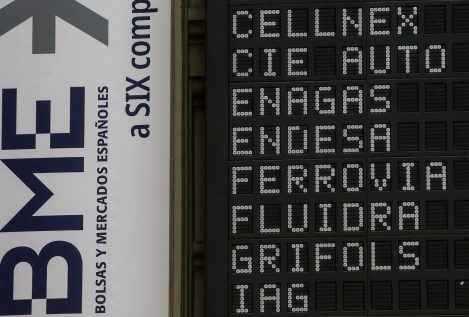 BME
BOLSAS Y MERCADOS ESPAÑOLES
a SIX comp
CELLNEX
CIE AUTO
ENAGAS
ENDESA
FERROVIA
FLUIDRA
GRIFOLS
IAG